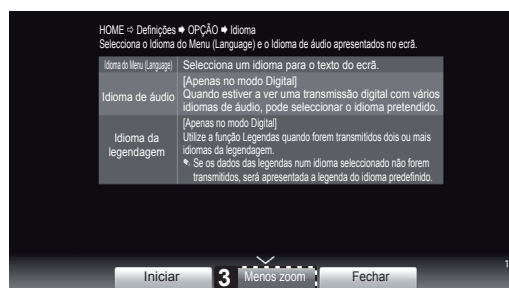 HOME ⇨ Definições ➧ OPÇÃO ➧ Idioma
Selecciona o Idioma do Menu (Language) e o Idioma de áudio apresentados no ecrã.
Idioma do Menu (Language)
Selecciona um idioma para o texto do ecrã.
Idioma de áudio
[Apenas no modo Digital]
Quando estiver a ver uma transmissão digital com vários
idiomas de áudio, pode seleccionar o idioma pretendido.
Idioma da
legendagem
[Apenas no modo Digital]
Utilize a função Legendas quando forem transmitidos dois ou mais
idiomas da legendagem.
✎ Se os dados das legendas num idioma seleccionado não forem
transmitidos, será apresentada a legenda do idioma predefinido.
1
Iniciar
3
Menos zoom
Fechar